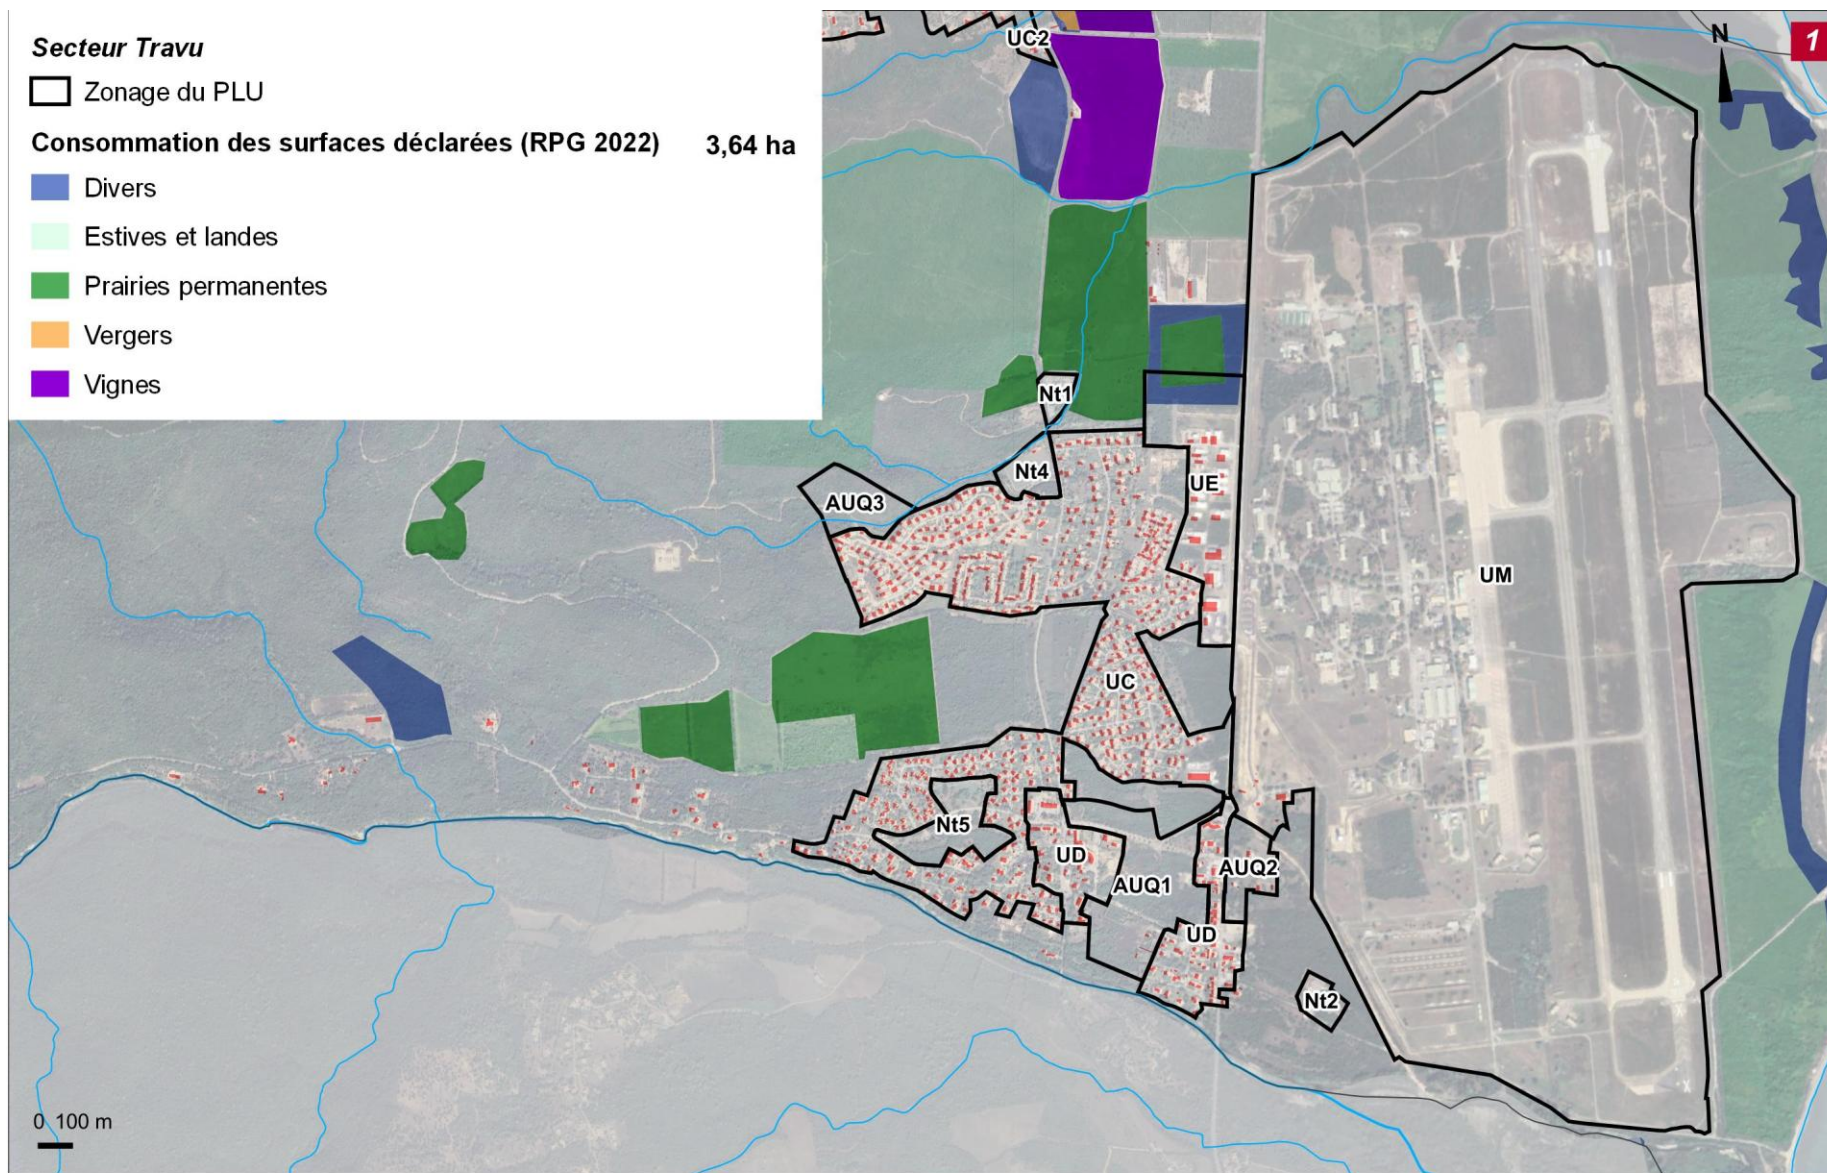 Secteur Travu
Zonage du PLU
Consommation des surfaces déclarées (RPG 2022) 3,64 ha
Divers
Estives et landes
Prairies permanentes
Vergers
Vignes
UC2
N
1
Nt1
Nt4
UE
AUQ3
UM
UC
Nt5
UD
AUQ2
AUQ1
UD
Nt2
0 100 m